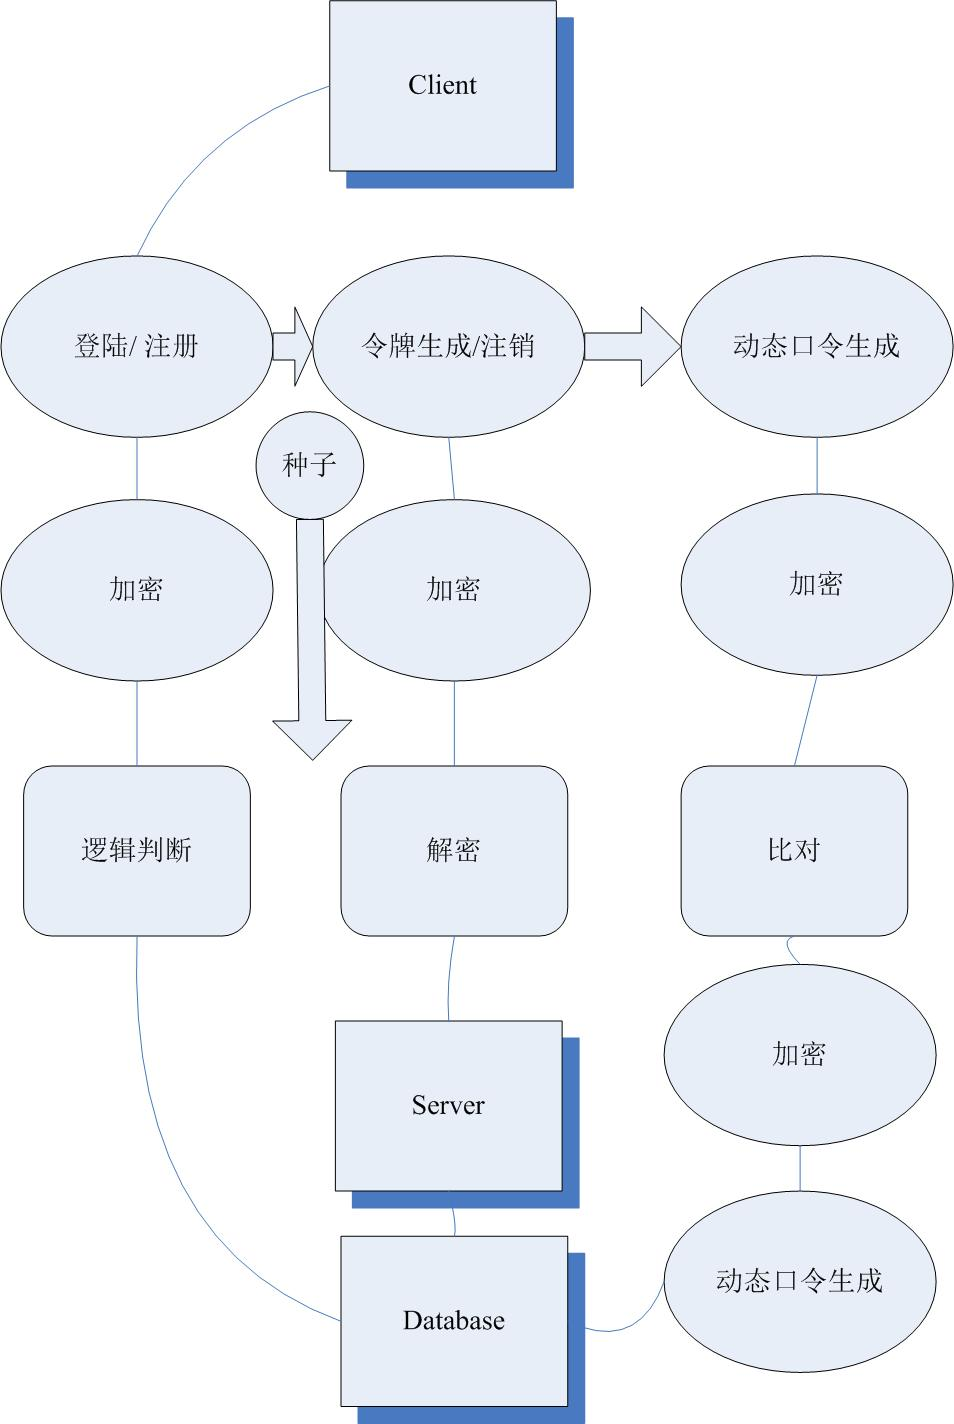 Client
登陆/ 注册
令牌生成/注销
动态口令生成
种子
加密
加密
加密
逻辑判断
解密
比对
加密
Server
动态口令生成
Database